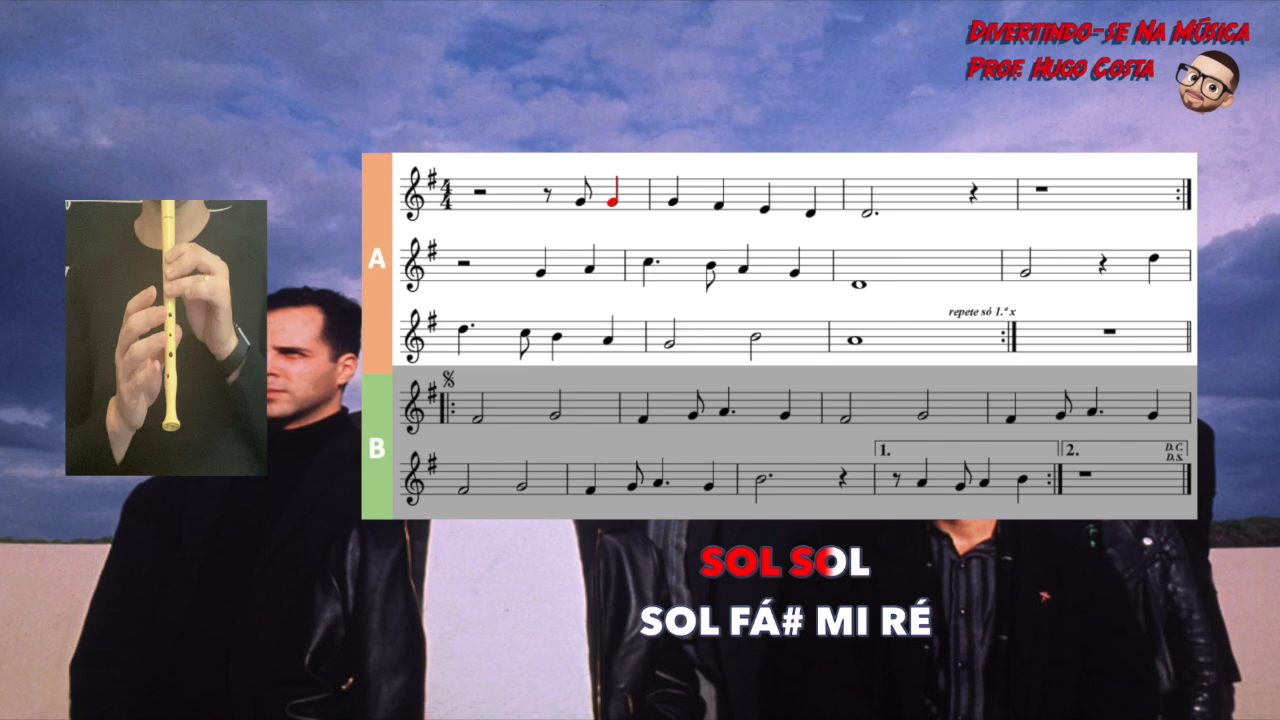 DIVERTINDO-SE NA MÚSICA
PROF. HUGO COSTA
A
repete só 1.ª x
B
1.
2.
D.C.
D.S.
SOL SOL
SOL FÁ# MI RÉ